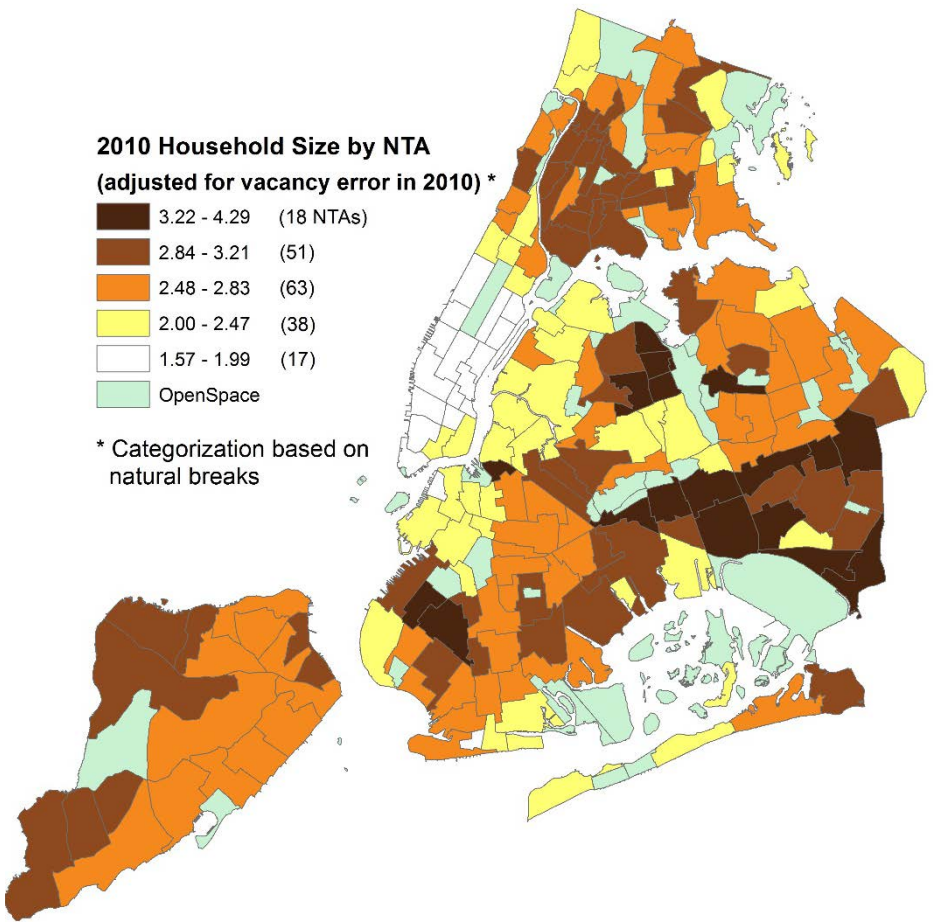 2010 Household Size by NTA
(adjusted for vacancy error in 2010) *
3.22 - 4.29 (18 NTAs)
2.84 - 3.21 (51)
2.48 - 2.83 (63)
2.00 - 2.47 (38)
1.57 - 1.99 (17)
OpenSpace
* Categorization based on
natural breaks